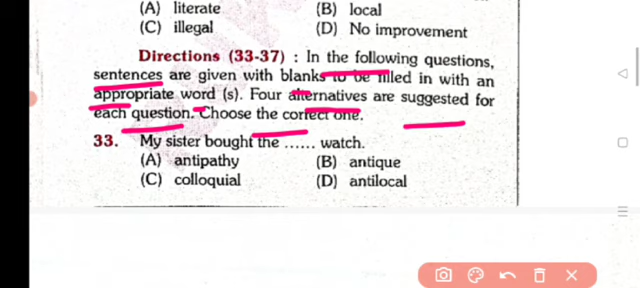 (A) literate (B) local
(C) illegal (D) No improvement
Directions (33-37) : In the following questions,
sentences are given with blanks to be filled in with an
appropriate word (s). Four alternatives are suggested for
each question. Choose the correct one.
33. My sister bought the ...... watch.
(A) antipathy (B) antique
(C) colloquial (D) antilocal